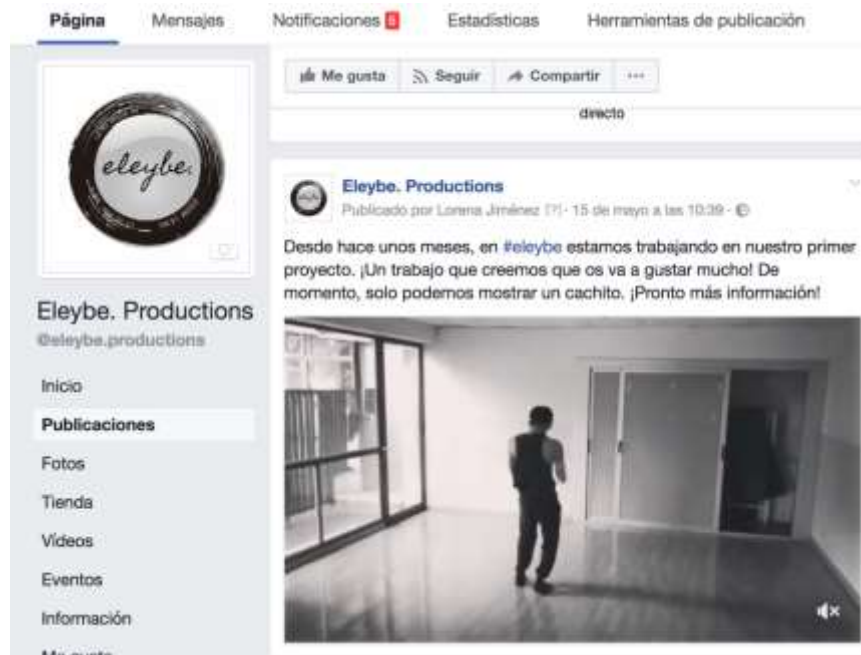 Página Mensajes Notificaciones 5 Estadísticas Herramientas de publicación
Me gusta Seguir Compartir ...
directo
eleybe.
Eleybe. Productions
@eleybe.productions
Inicio
Publicaciones
Fotos
Tienda
Vídeos
Eventos
Información
Me gusta
Eleybe. Productions
Publicado por Lorena Jiménez [?] · 15 de mayo a las 10:39 ·
Desde hace unos meses, en #eleybe estamos trabajando en nuestro primer
proyecto. ¡Un trabajo que creemos que os va a gustar mucho! De
momento, solo podemos mostrar un cachito. ¡Pronto más información!